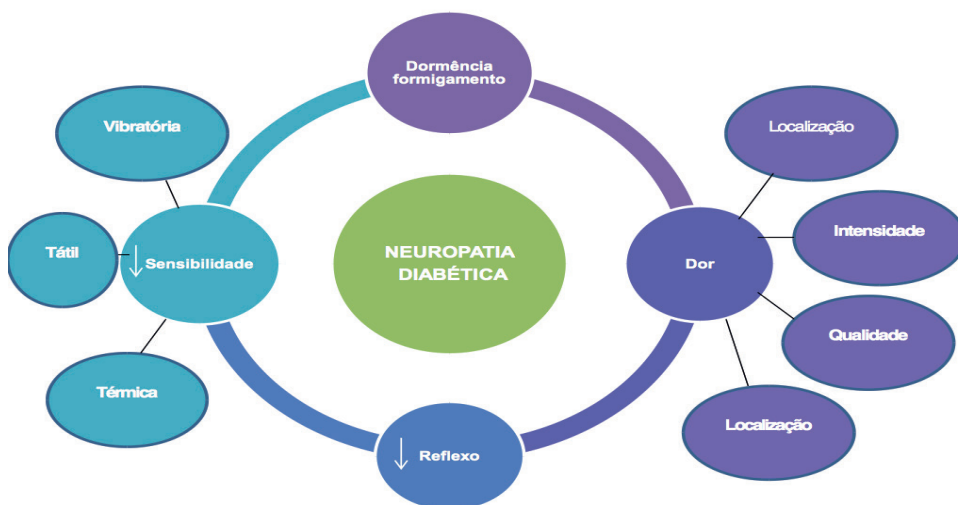 Dormência
formigamento
Vibratória
Localização
Tátil
↓ Sensibilidade
NEUROPATIA
DIABÉTICA
Dor
Intensidade
Qualidade
Térmica
Localização
↓ Reflexo